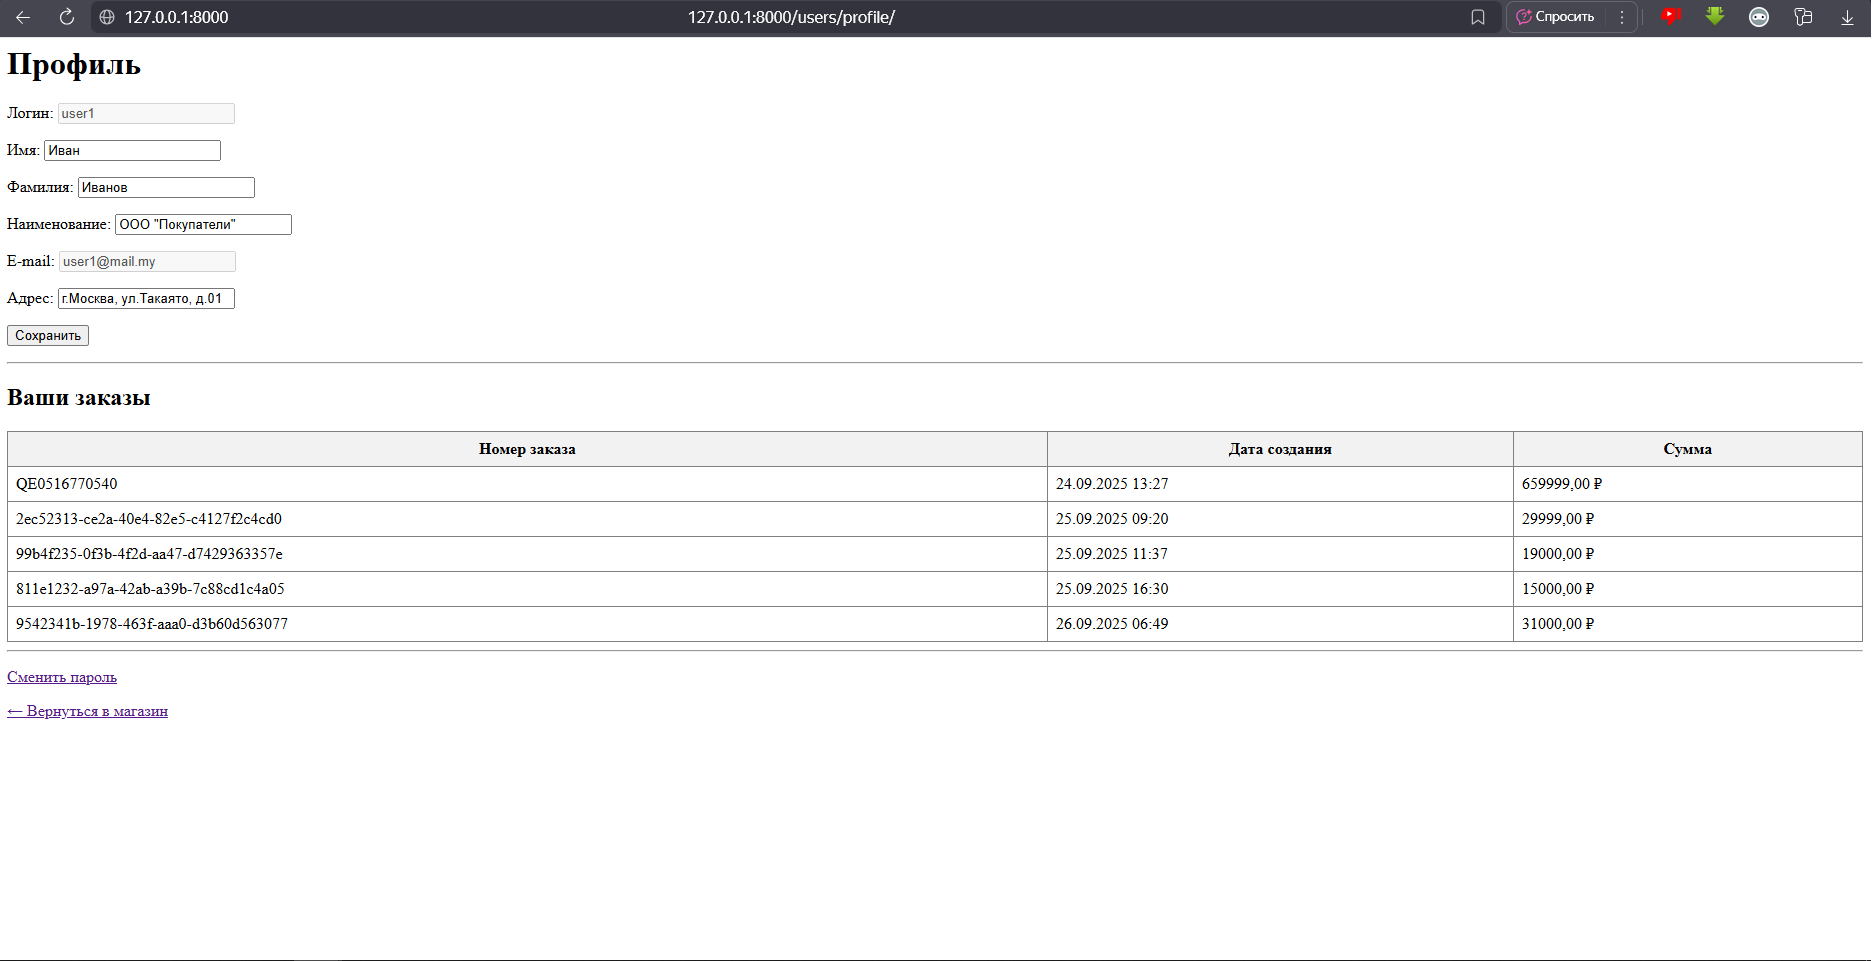 127.0.0.1:8000 127.0.0.1:8000/users/profile/ Спросить
Профиль
Логин: user1
Имя: Иван
Фамилия: Иванов
Наименование: ООО "Покупатели"
E-mail: user1@mail.my
Адрес: г.Москва, ул.Такаято, д.01
Сохранить
Ваши заказы
Номер заказа Дата создания Сумма
QE0516770540 24.09.2025 13:27 659999,00 ₽
2ec52313-ce2a-40e4-82e5-c4127f2c4cd0 25.09.2025 09:20 29999,00 ₽
99b4f235-0f3b-4f2d-aa47-d7429363357e 25.09.2025 11:37 19000,00 ₽
811e1232-a97a-42ab-a39b-7c88cd1c4a05 25.09.2025 16:30 15000,00 ₽
9542341b-1978-463f-aaa0-d3b60d563077 26.09.2025 06:49 31000,00 ₽
Сменить пароль
← Вернуться в магазин